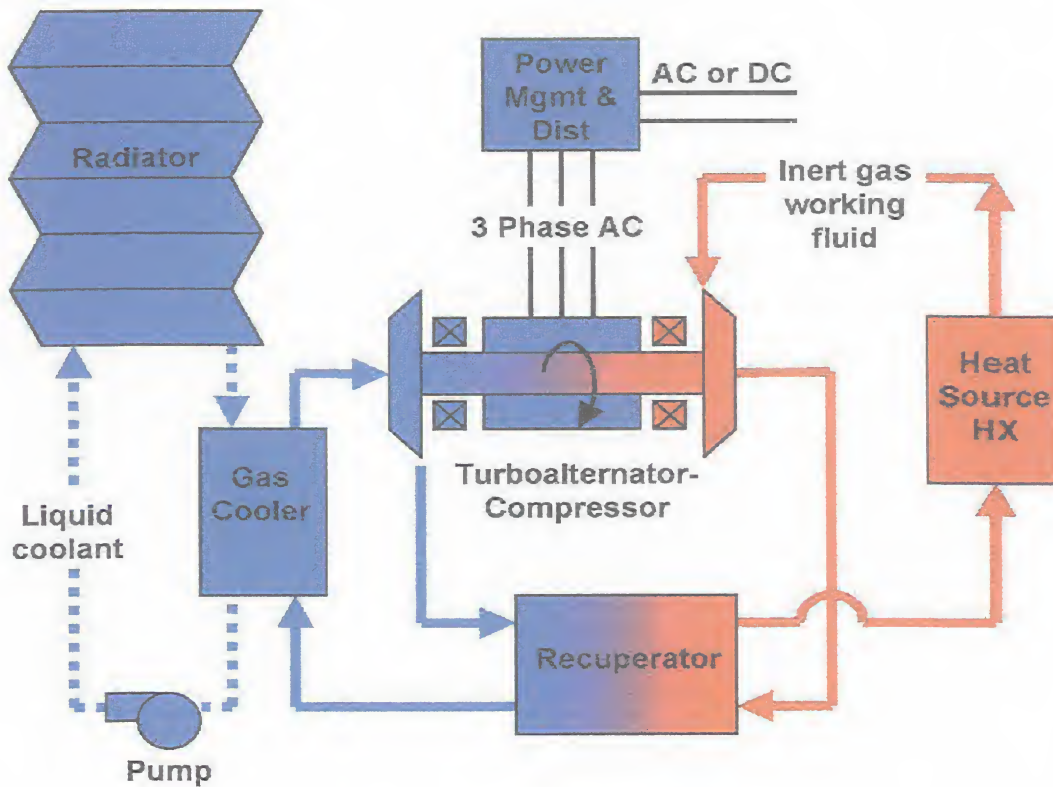 Power
Mgmt &
Dist
AC or DC
Radiator
Inert gas
working
fluid
3 Phase AC
Heat
Source
HX
Gas
Cooler
Turboalternator-
Compressor
Liquid
coolant
Recuperator
Pump